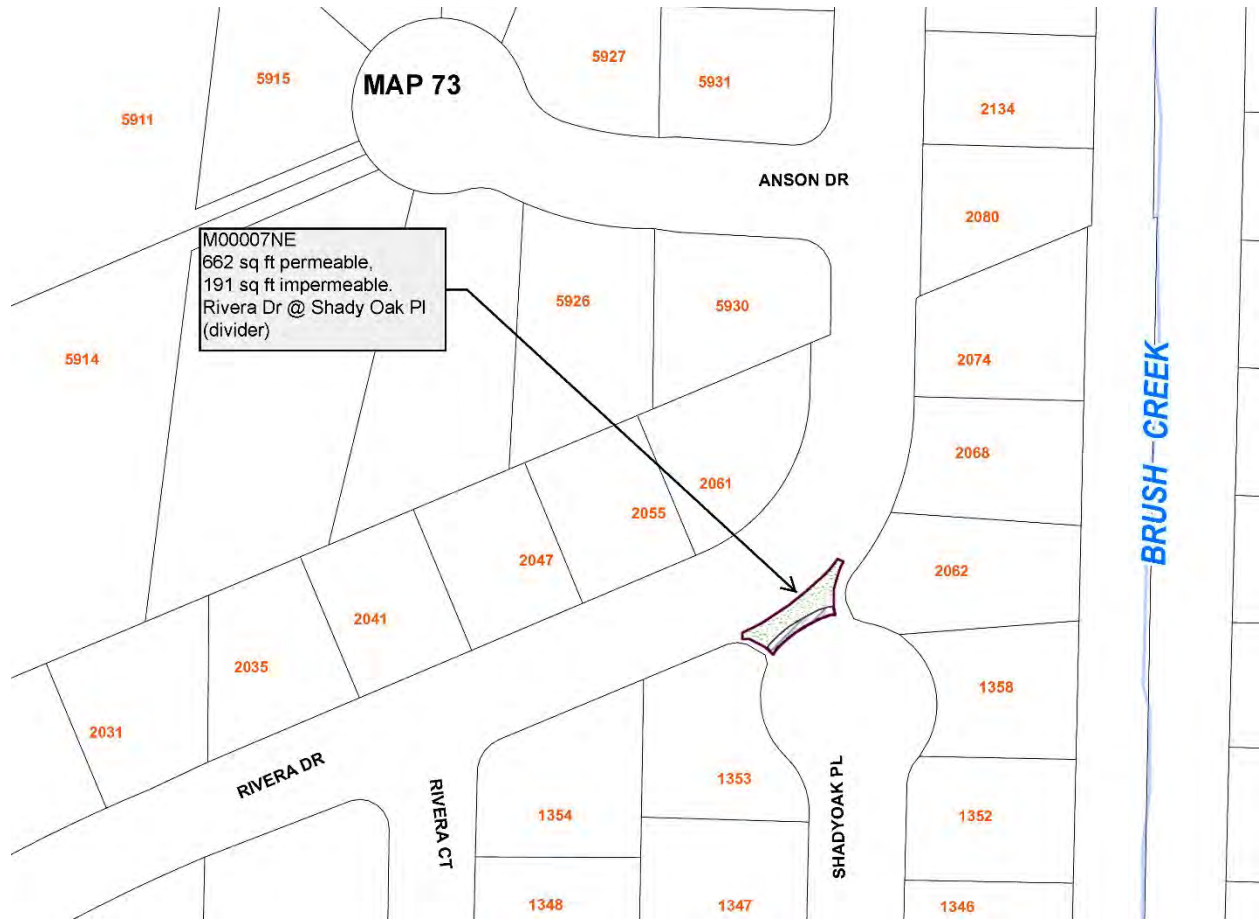 5927
5915
5931
MAP 73
2134
5911
ANSON DR
2080
M00007NE
662 sq ft permeable,
191 sq ft impermeable.
Rivera Dr @ Shady Oak Pl
(divider)
5926
5930
5914
2074
BRUSH CREEK
2068
2061
2055
2047
2062
2041
2035
1358
2031
RIVERA DR
RIVERA CT
1353
SHADYOAK PL
1354
1352
1348
1347
1346